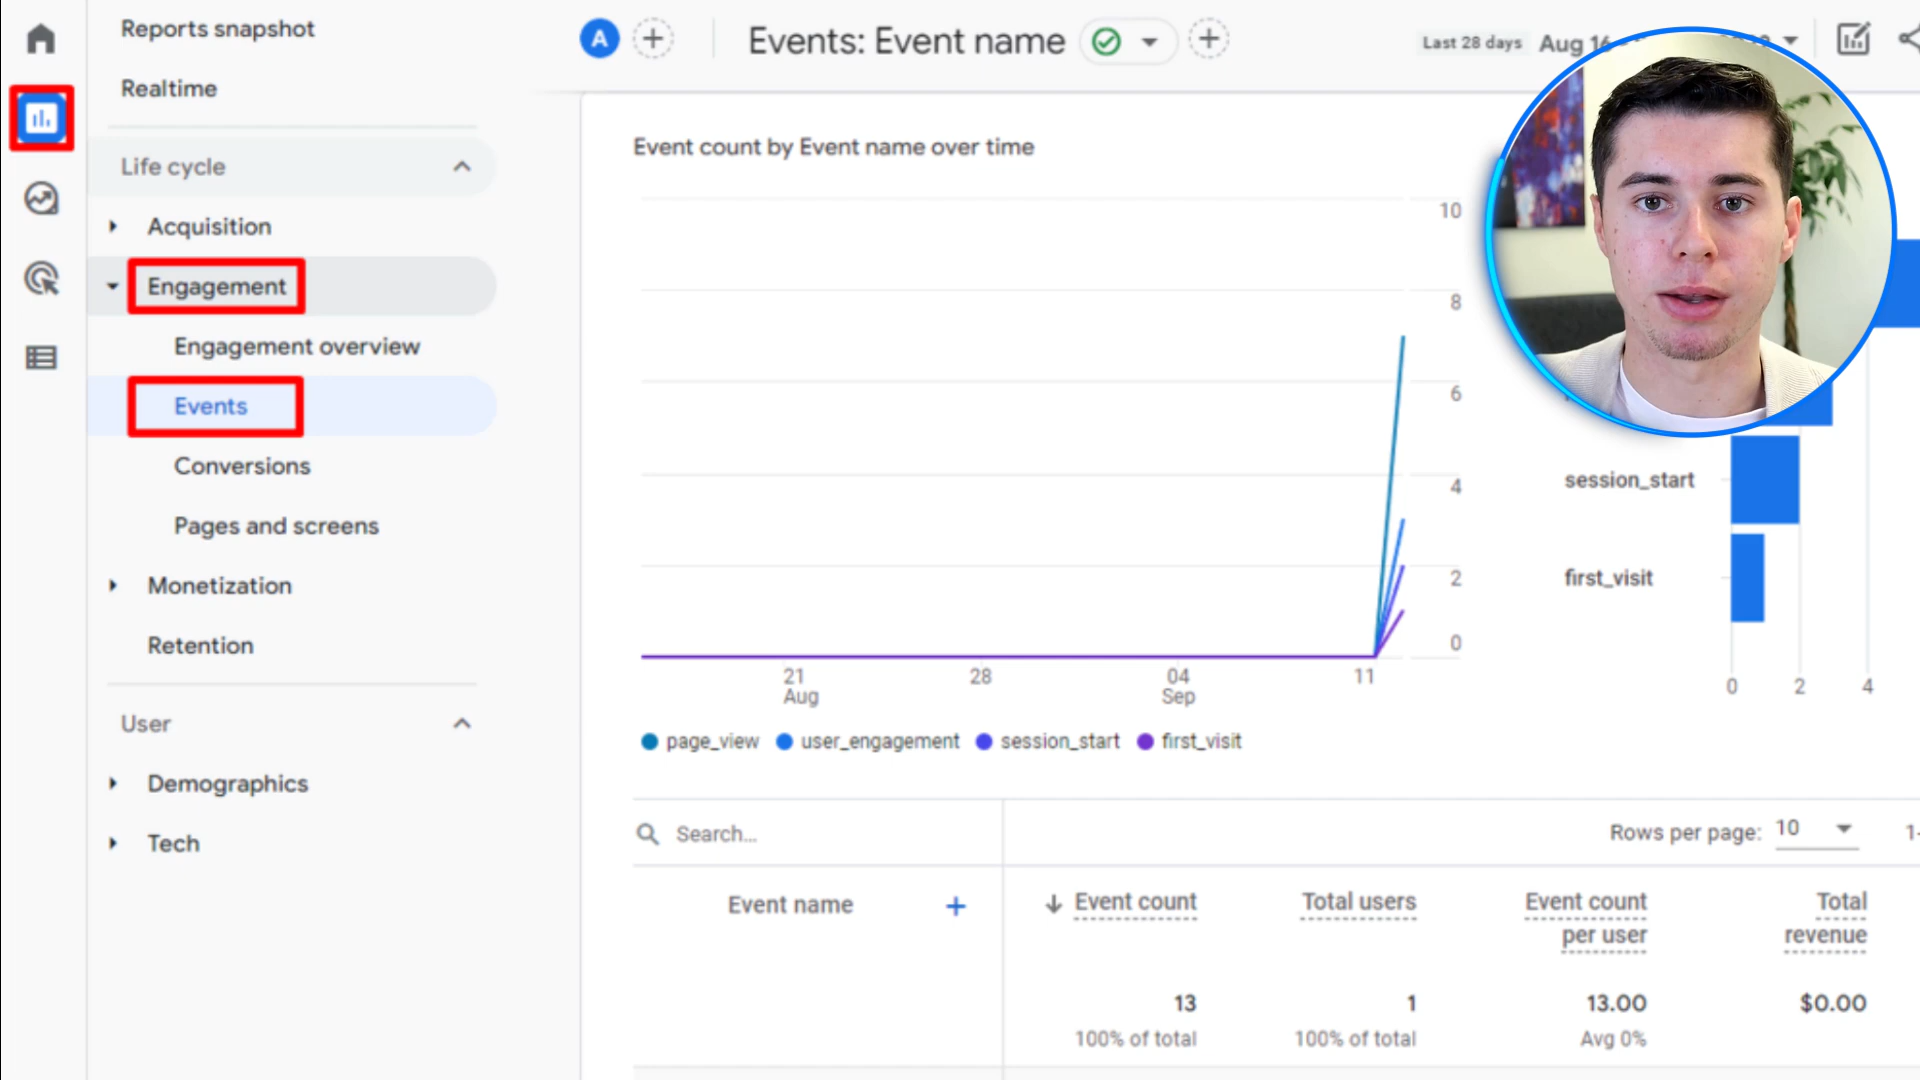 Reports snapshot
Realtime
Life cycle
Acquisition
Engagement
Engagement overview
Events
Conversions
Pages and screens
Monetization
Retention
User
Demographics
Tech
A
Events: Event name
Last 28 days Aug 16
Event count by Event name over time
10
8
6
4
2
0
21 Aug
28
04 Sep
11
page_view user_engagement session_start first_visit
session_start
first_visit
0 2 4
Search...
Rows per page: 10
Event name
Event count
Total users
Event count per user
Total revenue
13 1 13.00 $0.00
100% of total 100% of total Avg 0%